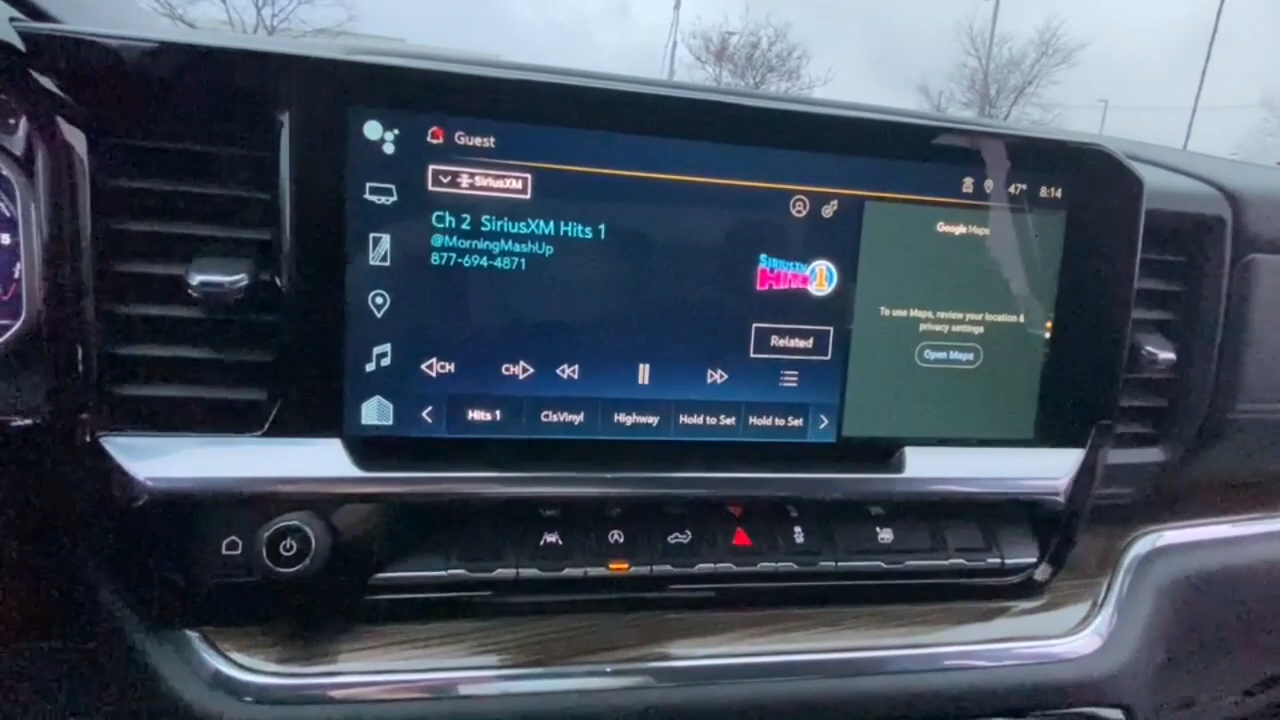 Guest
47° 8:14
SiriusXM
Ch 2 SiriusXM Hits 1
@MorningMashUp
877-694-4871
SIRIUSXM
Hits 1
Related
CH
CH
Hits 1
ClsVinyl
Highway
Hold to Set
Hold to Set
Google Maps
To use Maps, review your location &
privacy settings
Open Maps